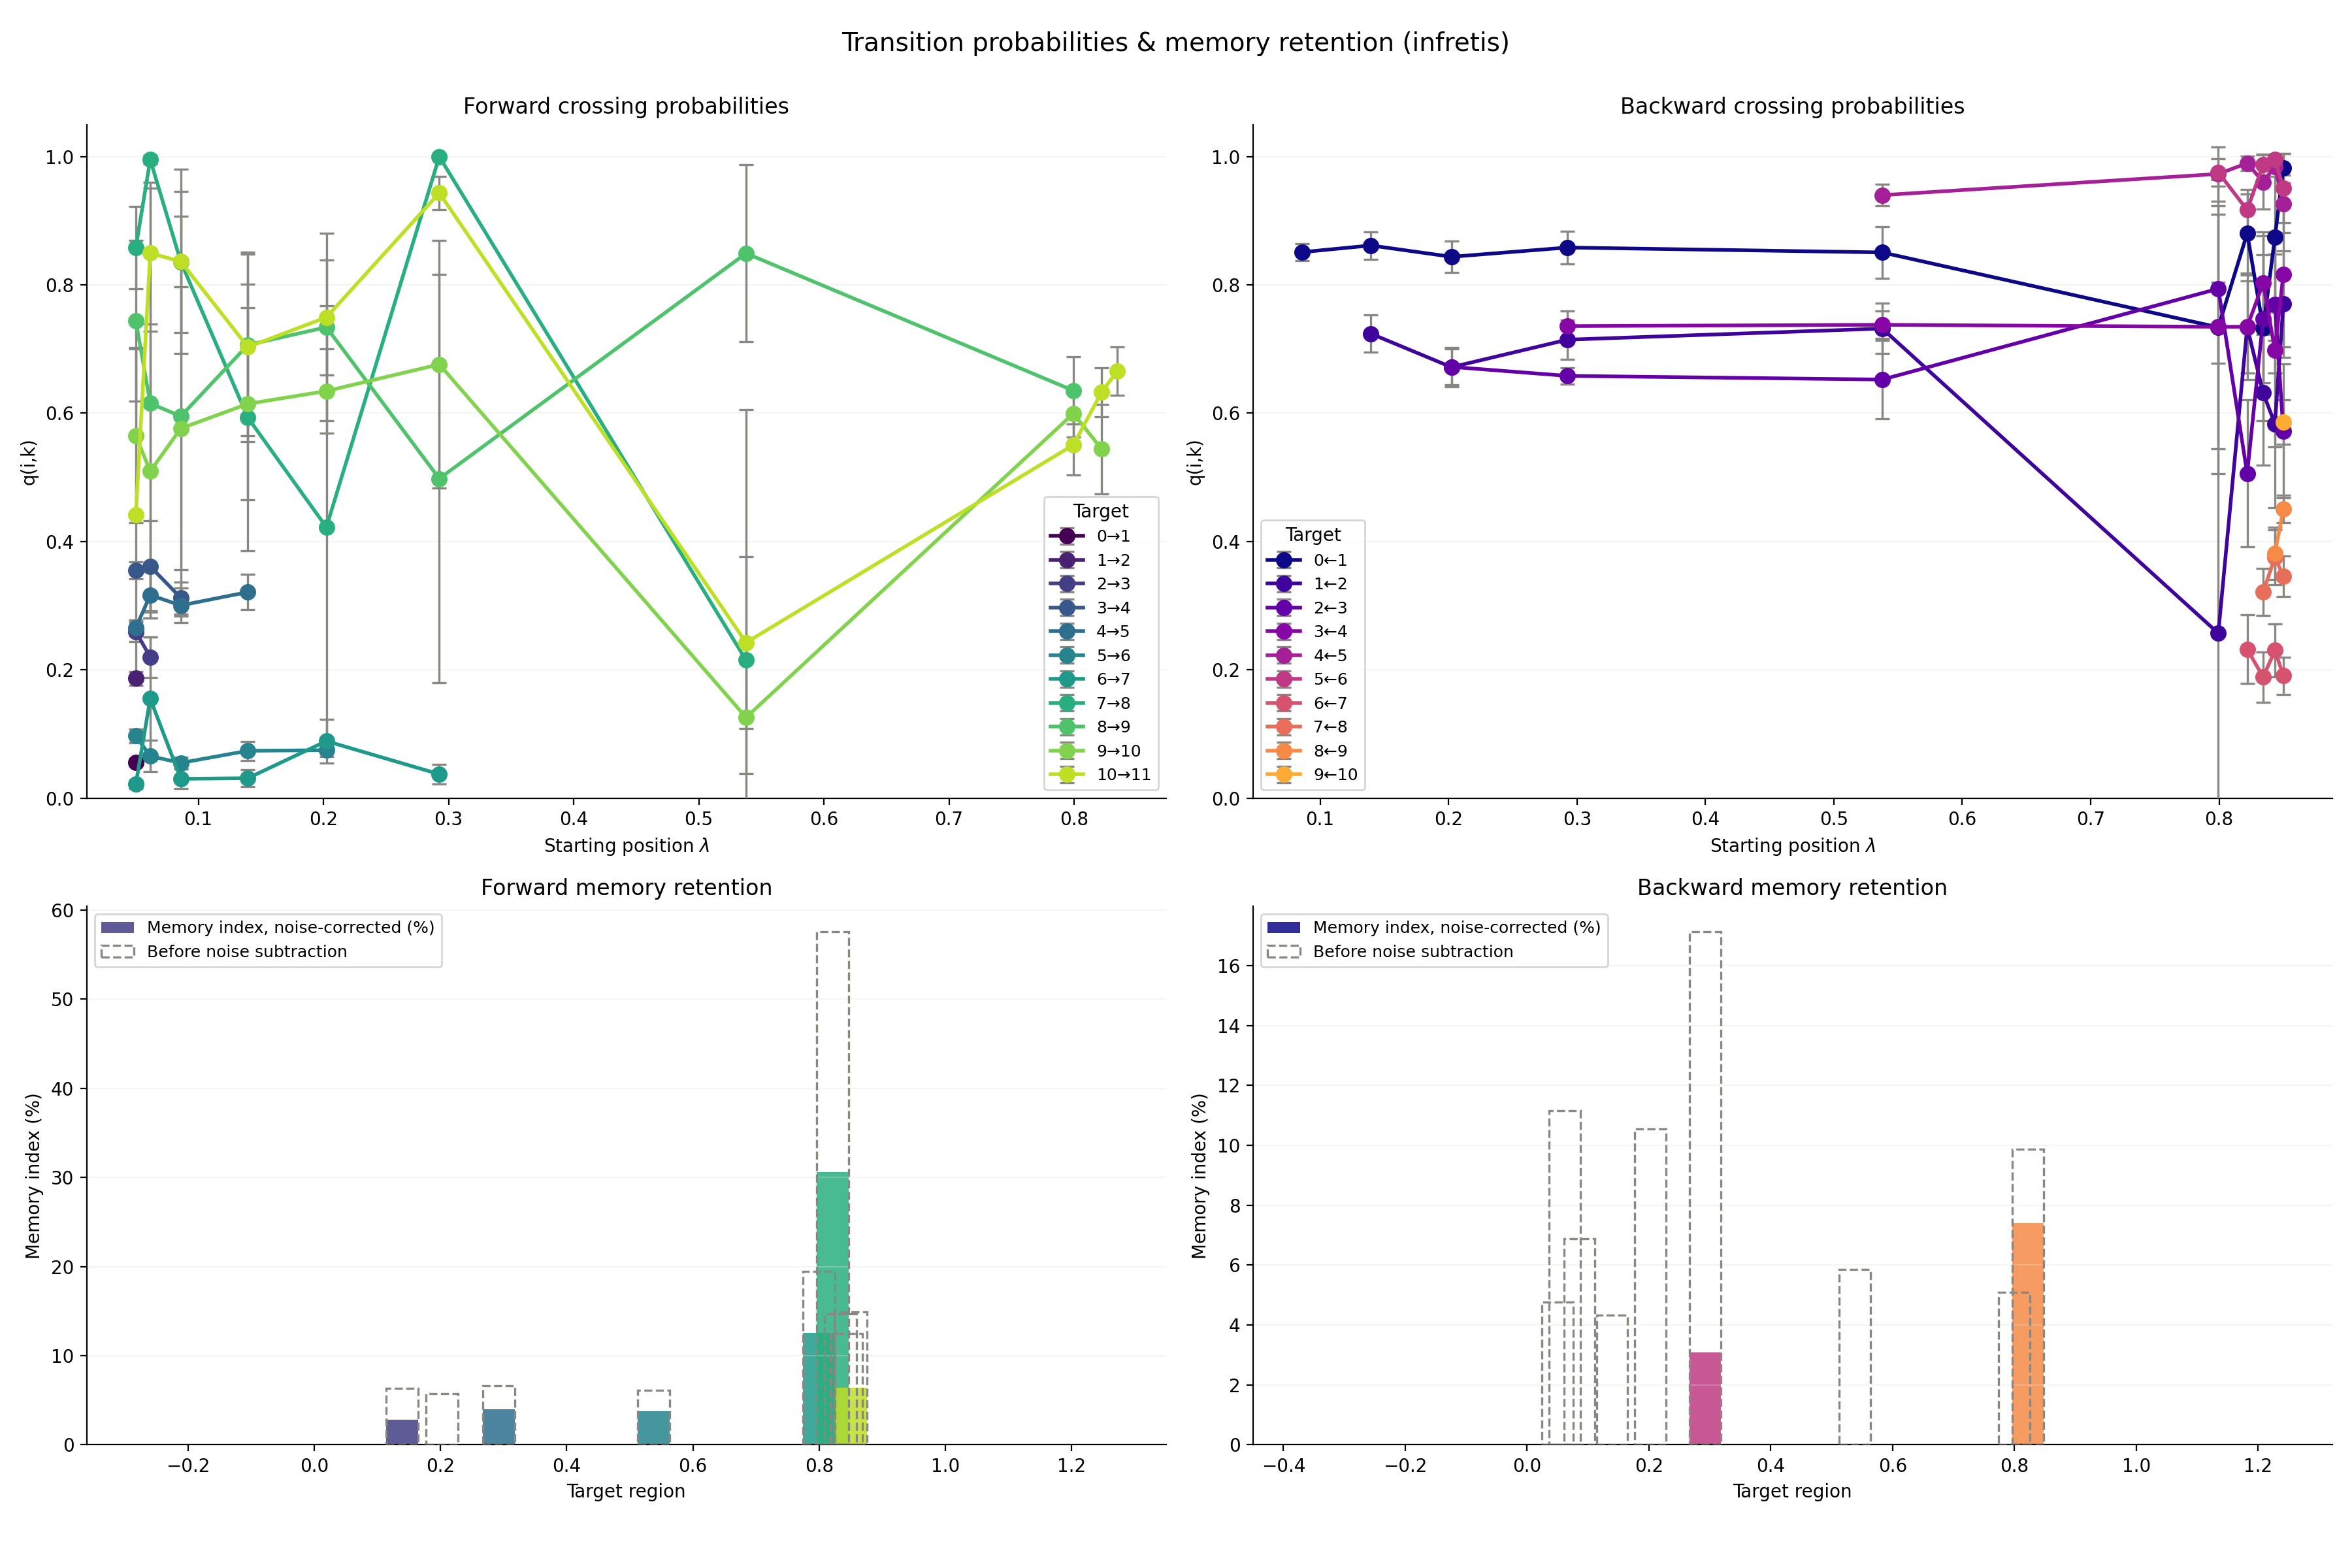 Transition probabilities & memory retention (infretis)
Forward crossing probabilities
q(i,k)
1.0
0.8
0.6
0.4
0.2
0.0
0.1 0.2 0.3 0.4 0.5 0.6 0.7 0.8
Starting position λ
Target
0→1
1→2
2→3
3→4
4→5
5→6
6→7
7→8
8→9
9→10
10→11
Backward crossing probabilities
q(i,k)
1.0
0.8
0.6
0.4
0.2
0.0
0.1 0.2 0.3 0.4 0.5 0.6 0.7 0.8
Starting position λ
Target
0←1
1←2
2←3
3←4
4←5
5←6
6←7
7←8
8←9
9←10
Forward memory retention
Memory index (%)
60
50
40
30
20
10
0
−0.2 0.0 0.2 0.4 0.6 0.8 1.0 1.2
Target region
Memory index, noise-corrected (%)
Before noise subtraction
Backward memory retention
Memory index (%)
16
14
12
10
8
6
4
2
0
−0.4 −0.2 0.0 0.2 0.4 0.6 0.8 1.0 1.2
Target region
Memory index, noise-corrected (%)
Before noise subtraction